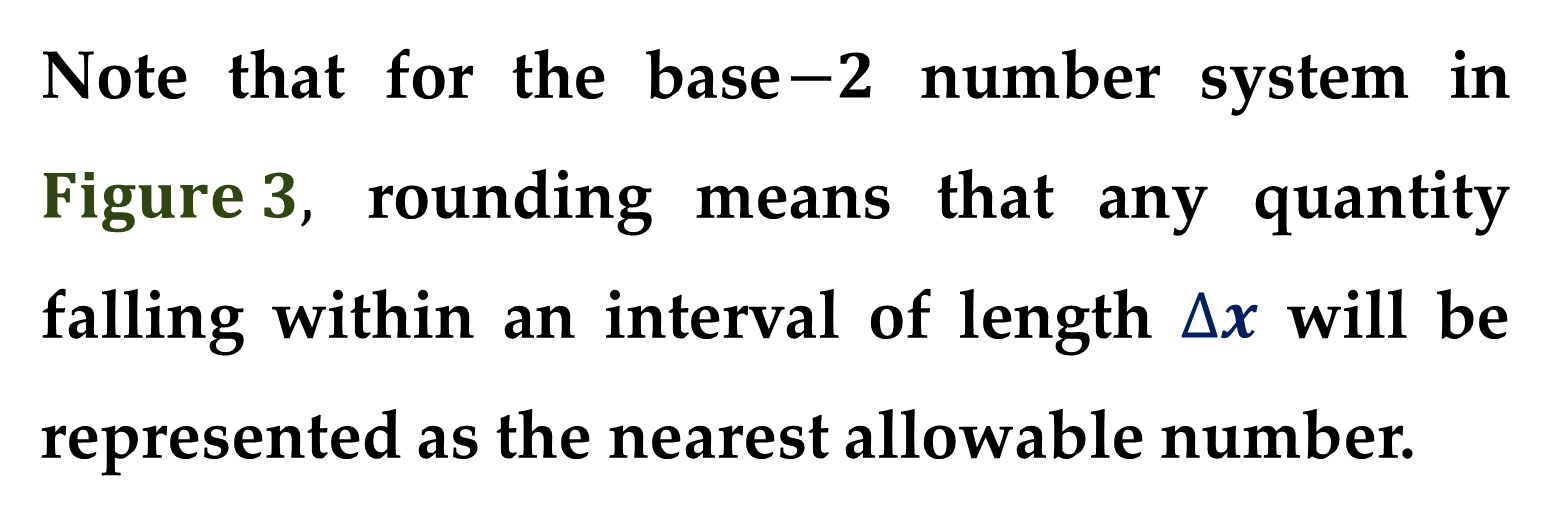 Note that for the base−2 number system in
Figure 3, rounding means that any quantity
falling within an interval of length Δx will be
represented as the nearest allowable number.